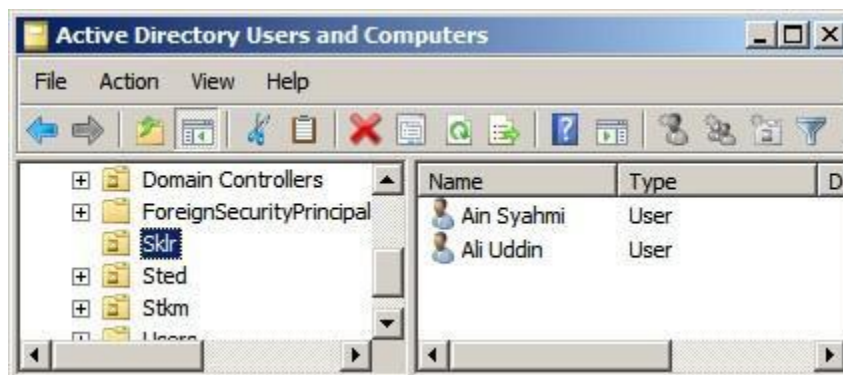 Active Directory Users and Computers
File Action View Help
Domain Controllers
ForeignSecurityPrincipal
Sklr
Sted
Stkm
Users
Name Type D
Ain Syahmi User
Ali Uddin User